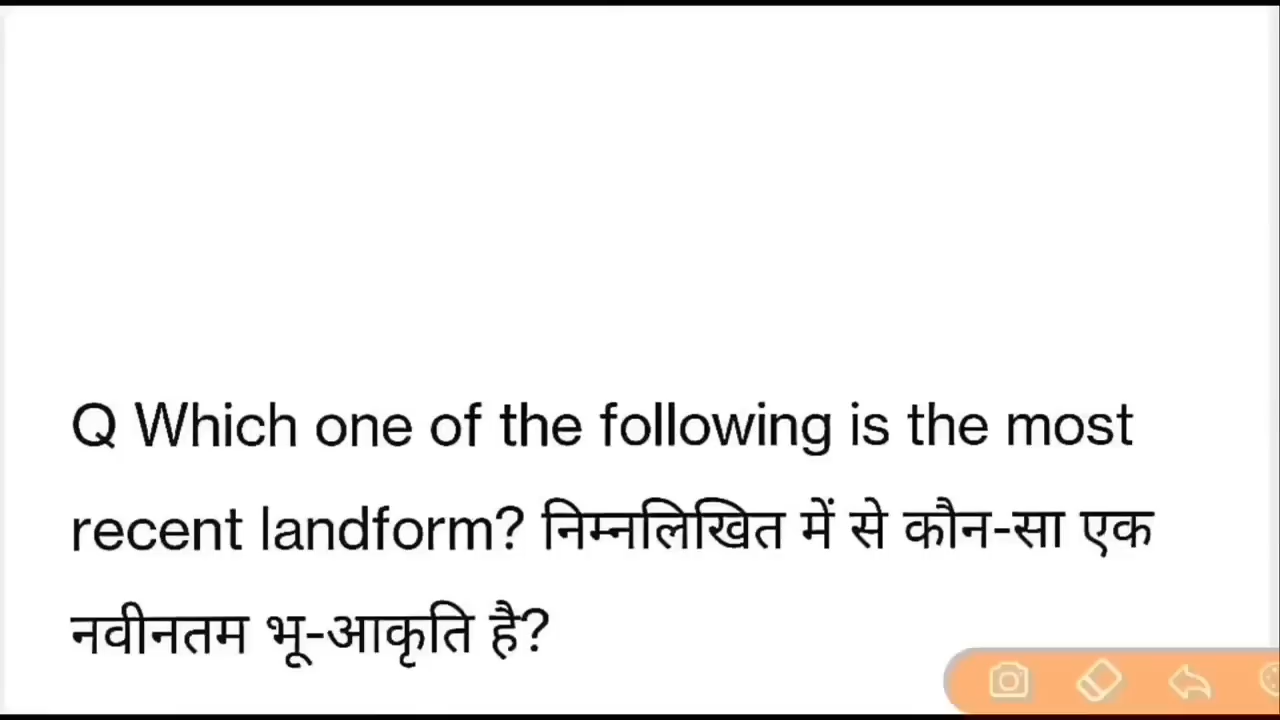 Q Which one of the following is the most
recent landform? निम्नलिखित में से कौन-सा एक
नवीनतम भू-आकृति है?